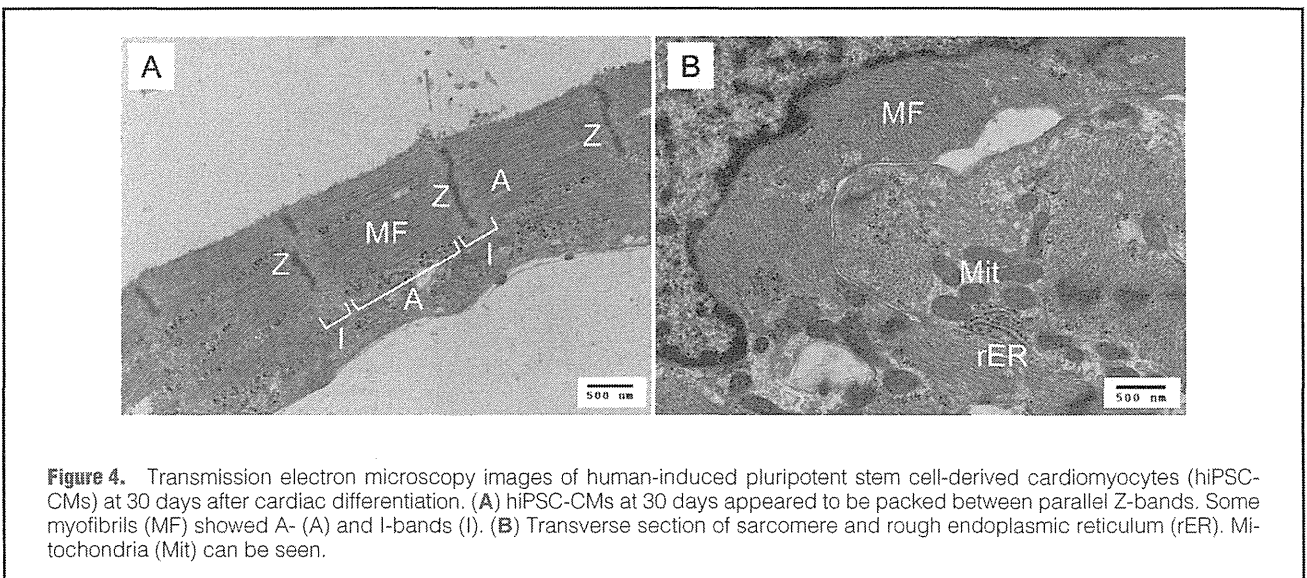 A
B
MF
Z
Z
A
Z
MF
Z
I
A
I
Mit
rER
500 nm
500 nm
Figure 4. Transmission electron microscopy images of human-induced pluripotent stem cell-derived cardiomyocytes (hiPSC-
CMs) at 30 days after cardiac differentiation. (A) hiPSC-CMs at 30 days appeared to be packed between parallel Z-bands. Some
myofibrils (MF) showed A- (A) and I-bands (I). (B) Transverse section of sarcomere and rough endoplasmic reticulum (rER). Mi-
tochondria (Mit) can be seen.